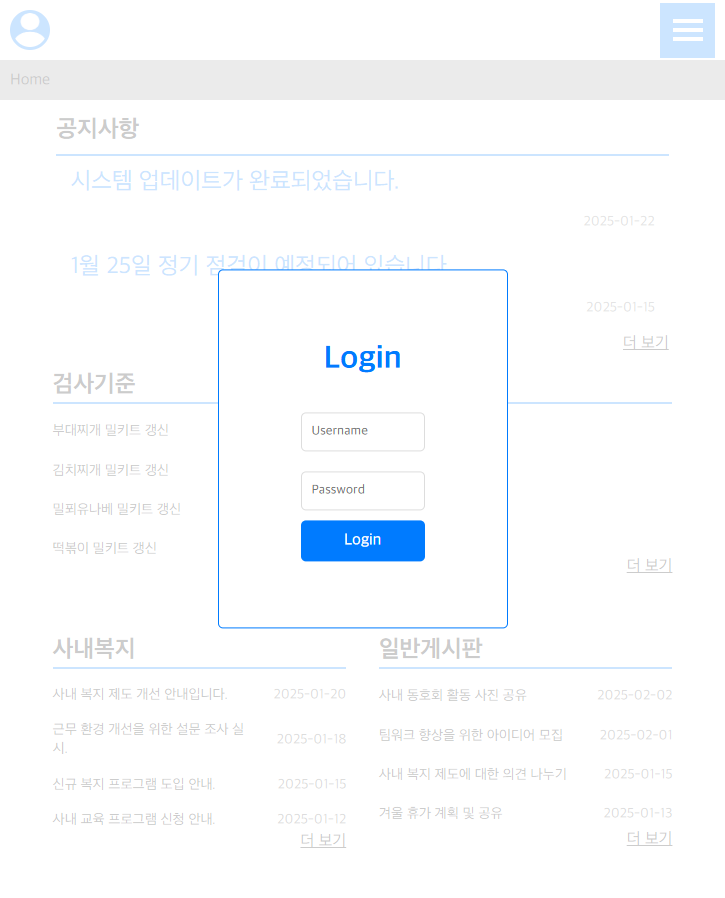 Home
공지사항
시스템 업데이트가 완료되었습니다.
2025-01-22
1월 25일 정기 점검이 예정되어 있습니다
2025-01-15
더 보기
검사기준
부대찌개 밀키트 갱신
김치찌개 밀키트 갱신
밀푀유나베 밀키트 갱신
떡볶이 밀키트 갱신
더 보기
Login
Username
Password
Login
사내복지
사내 복지 제도 개선 안내입니다. 2025-01-20
근무 환경 개선을 위한 설문 조사 실
시. 2025-01-18
신규 복지 프로그램 도입 안내. 2025-01-15
사내 교육 프로그램 신청 안내. 2025-01-12
더 보기
일반게시판
사내 동호회 활동 사진 공유 2025-02-02
팀워크 향상을 위한 아이디어 모집 2025-02-01
사내 복지 제도에 대한 의견 나누기 2025-01-15
겨울 휴가 계획 및 공유 2025-01-13
더 보기